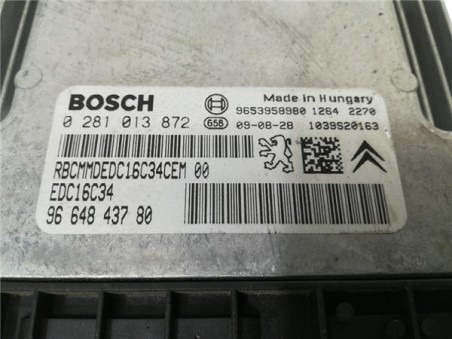 BOSCH
Made in Hungary
9653958980 1264 2270
0 281 013 872
658
09-08-28
1039S20163
RBCMMDEDC16C34CEM 00
EDC16C34
96 648 437 80